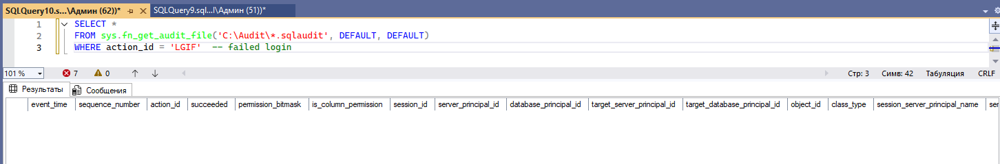 SQLQuery10.s...\Админ (62))* SQLQuery9.sql...l\Админ (51))*
1 SELECT *
2 FROM sys.fn_get_audit_file('C:\Audit\*.sqlaudit', DEFAULT, DEFAULT)
3 WHERE action_id = 'LGIF'  -- failed login
101 % 7 0 Стр: 3 Симв: 42 Табуляция CRLF
Результаты Сообщения
event_time sequence_number action_id succeeded permission_bitmask is_column_permission session_id server_principal_id database_principal_id target_server_principal_id target_database_principal_id object_id class_type session_server_principal_name ser